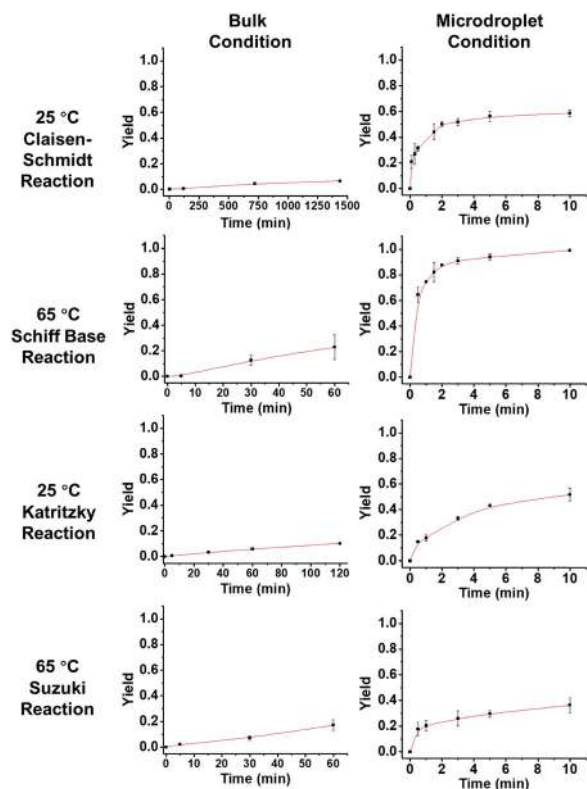 Bulk
Condition
Microdroplet
Condition
25 °C
Claisen-
Schmidt
Reaction
Yield
1.0
0.8
0.6
0.4
0.2
0.0
0 250 500 750 1000 1250 1500
Time (min)
Yield
1.0
0.8
0.6
0.4
0.2
0.0
0 2 4 6 8 10
Time (min)
65 °C
Schiff Base
Reaction
Yield
1.0
0.8
0.6
0.4
0.2
0.0
0 10 20 30 40 50 60
Time (min)
Yield
1.0
0.8
0.6
0.4
0.2
0.0
0 2 4 6 8 10
Time (min)
25 °C
Katritzky
Reaction
Yield
1.0
0.8
0.6
0.4
0.2
0.0
0 20 40 60 80 100 120
Time (min)
Yield
1.0
0.8
0.6
0.4
0.2
0.0
0 2 4 6 8 10
Time (min)
65 °C
Suzuki
Reaction
Yield
1.0
0.8
0.6
0.4
0.2
0.0
0 10 20 30 40 50 60
Time (min)
Yield
1.0
0.8
0.6
0.4
0.2
0.0
0 2 4 6 8 10
Time (min)